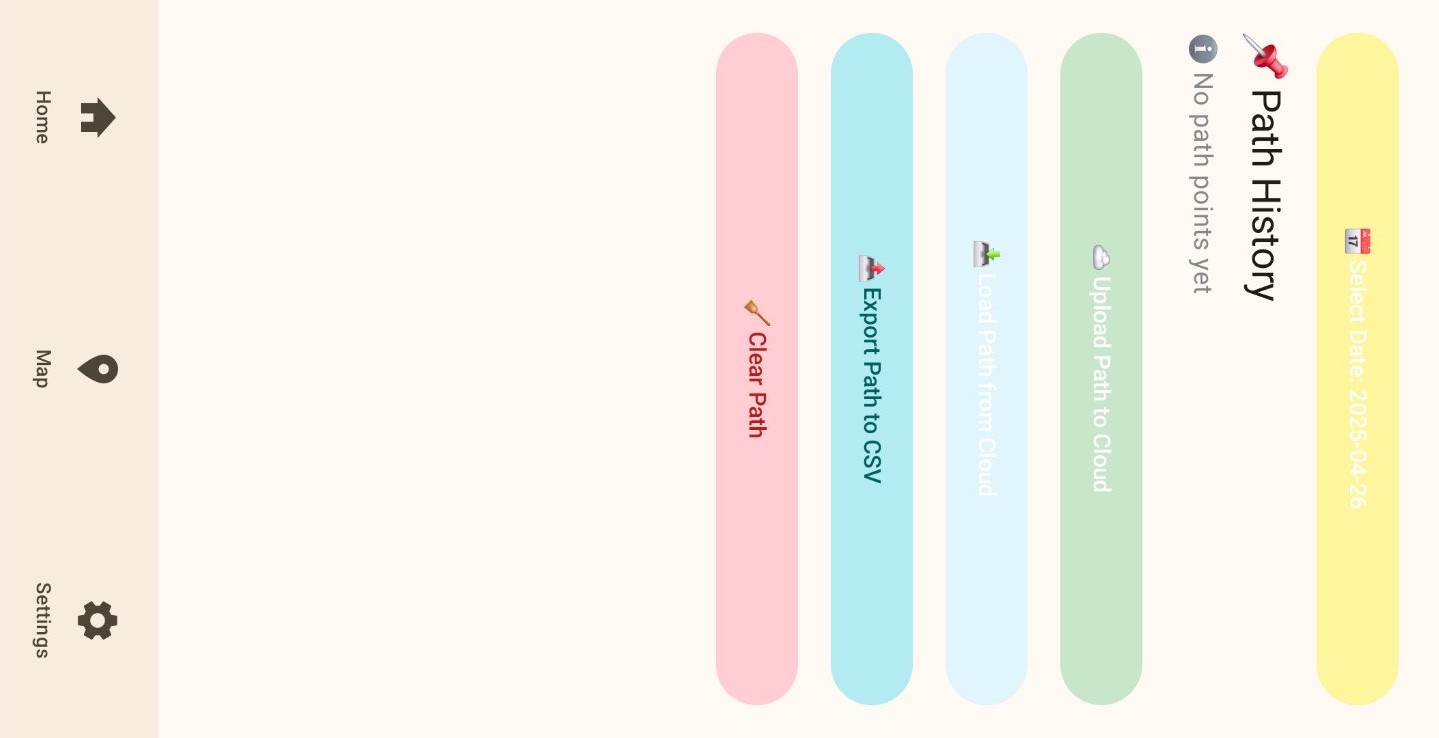 📅 Select Date: 2025-04-26
📌 Path History
ℹ️ No path points yet
☁️ Upload Path to Cloud
📥 Load Path from Cloud
📤 Export Path to CSV
🧹 Clear Path
Home Map Settings